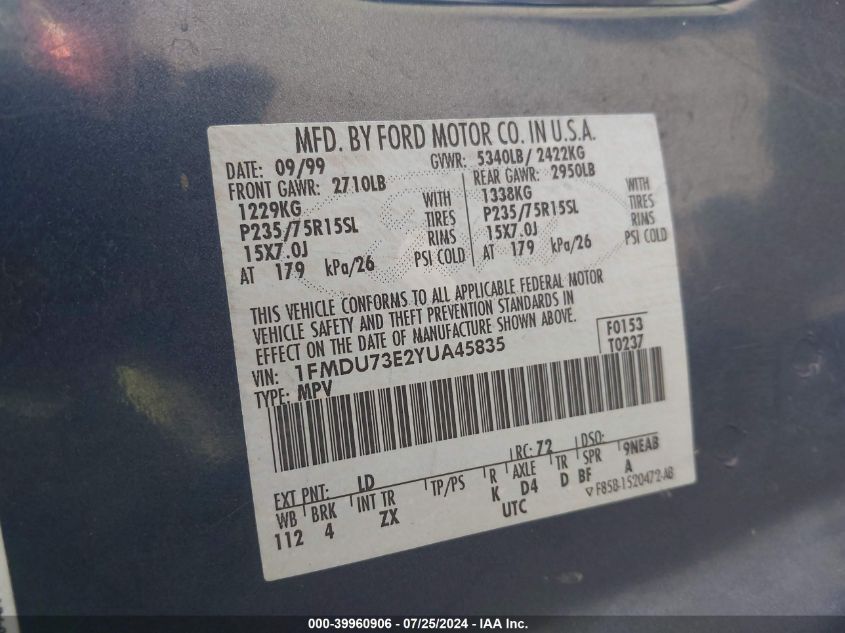 MFD. BY FORD MOTOR CO. IN U.S.A.
DATE: 09/99 GVWR: 5340LB/ 2422KG
FRONT GAWR: 2710LB REAR GAWR: 2950LB
1229KG WITH 1338KG WITH
P235/75R15SL TIRES P235/75R15SL TIRES
15X7.0J RIMS 15X7.0J RIMS
AT 179 kPa/26 PSI COLD AT 179 kPa/26 PSI COLD
THIS VEHICLE CONFORMS TO ALL APPLICABLE FEDERAL MOTOR
VEHICLE SAFETY AND THEFT PREVENTION STANDARDS IN
EFFECT ON THE DATE OF MANUFACTURE SHOWN ABOVE.
F0153
VIN: 1FMDU73E2YUA45835 T0237
TYPE: MPV
EXT PNT: LD RC: 72 DSO:
WB BRK INT TR TP/PS R AXLE TR SPR 9NEAB
112 4 ZX K D4 D BF A
UTC ▽F85B-1520472-AB
000-39960906 - 07/25/2024 - IAA Inc.